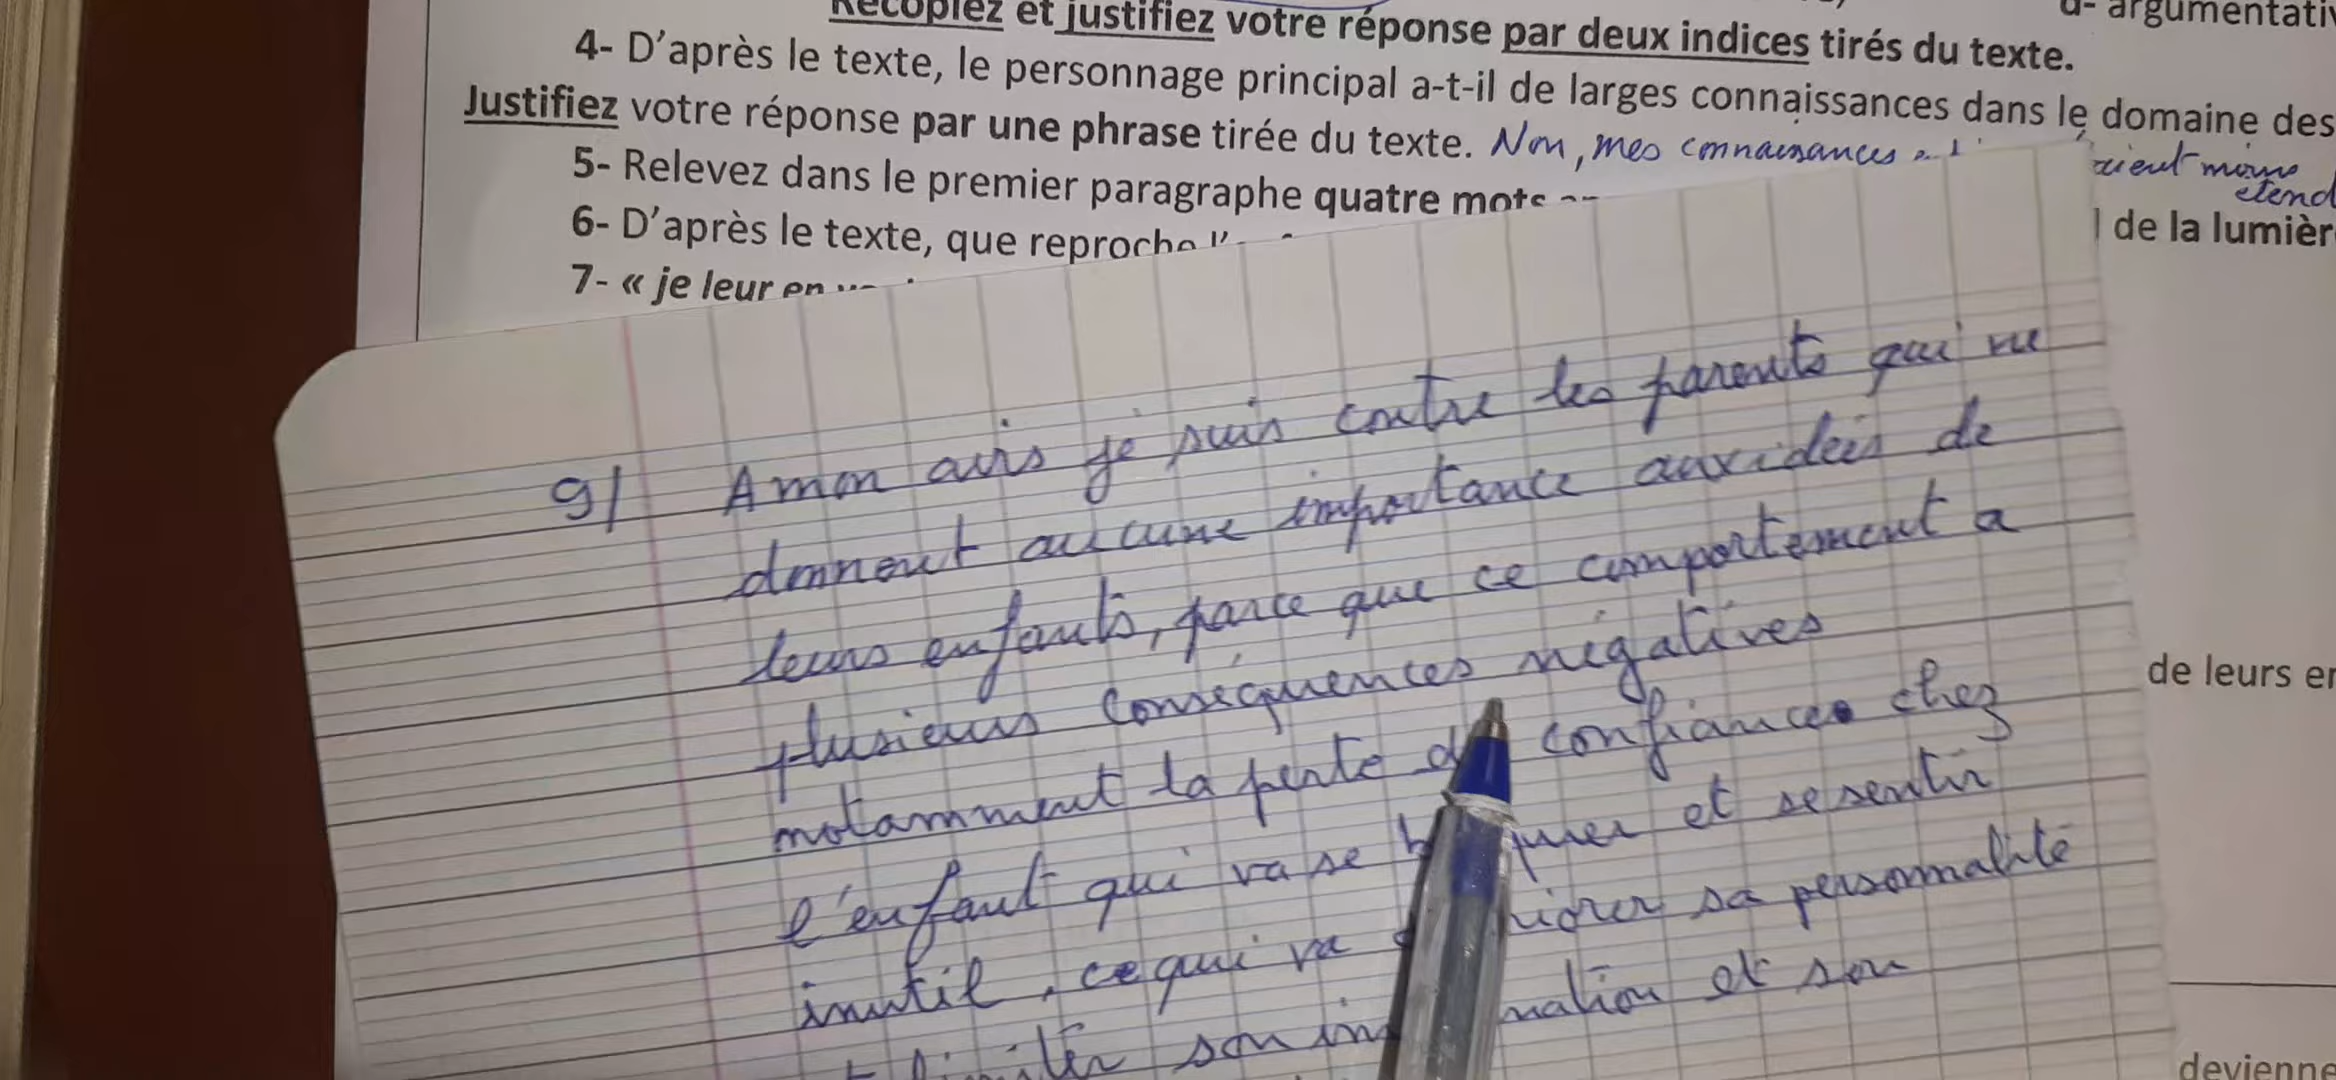 Recopiez et justifiez votre réponse par deux indices tirés du texte.
d- argumentati
4- D'après le texte, le personnage principal a-t-il de larges connaissances dans le domaine des
Justifiez votre réponse par une phrase tirée du texte. Non, mes connaissances
moins
etend
5- Relevez dans le premier paragraphe quatre mots
de la lumièr
6- D'après le texte, que reproche l'
7- « je leur en
9/ A mon avis je suis contre les parents qui ne
donnent aucune importance aux idées de
leurs enfants, parce que ce comportement a
plusieurs conséquences négatives
de leurs en
notamment la perte confiance chez
l'enfant qui va se et se sentir
inutil, ce qui va sa personnalité
son et son
devienne